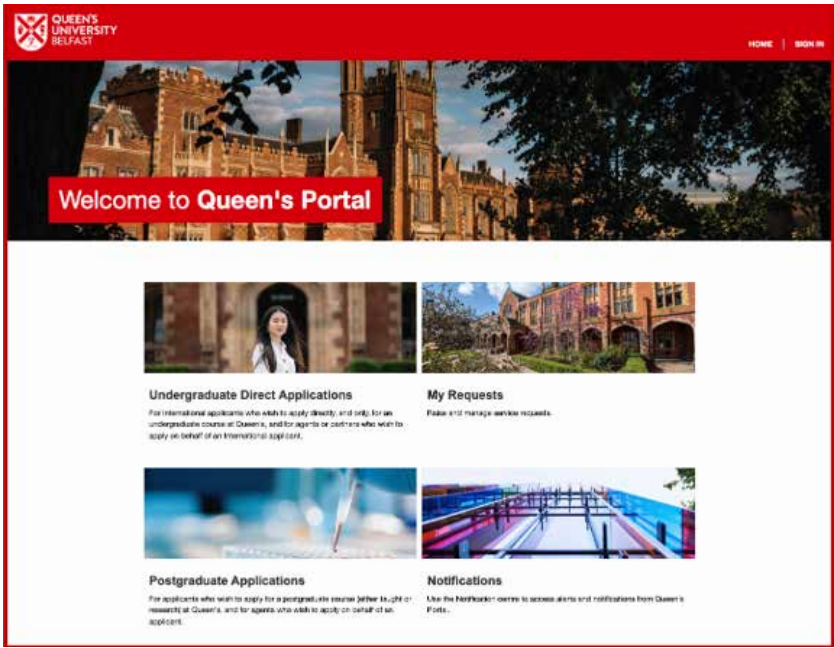 QUEEN'S
UNIVERSITY
BELFAST
HOME | SIGN IN
Welcome to Queen's Portal
Undergraduate Direct Applications
For International applicants who wish to apply directly, and only, for an
undergraduate course at Queen's, and for agents or partners who wish to
apply on behalf of an International applicant.
My Requests
Raise and manage service requests.
Postgraduate Applications
For applicants who wish to apply for a postgraduate course (either taught or
research) at Queen's, and for agents who wish to apply on behalf of an
applicant.
Notifications
Use the Notification centre to access alerts and notifications from Queen's
Portal.